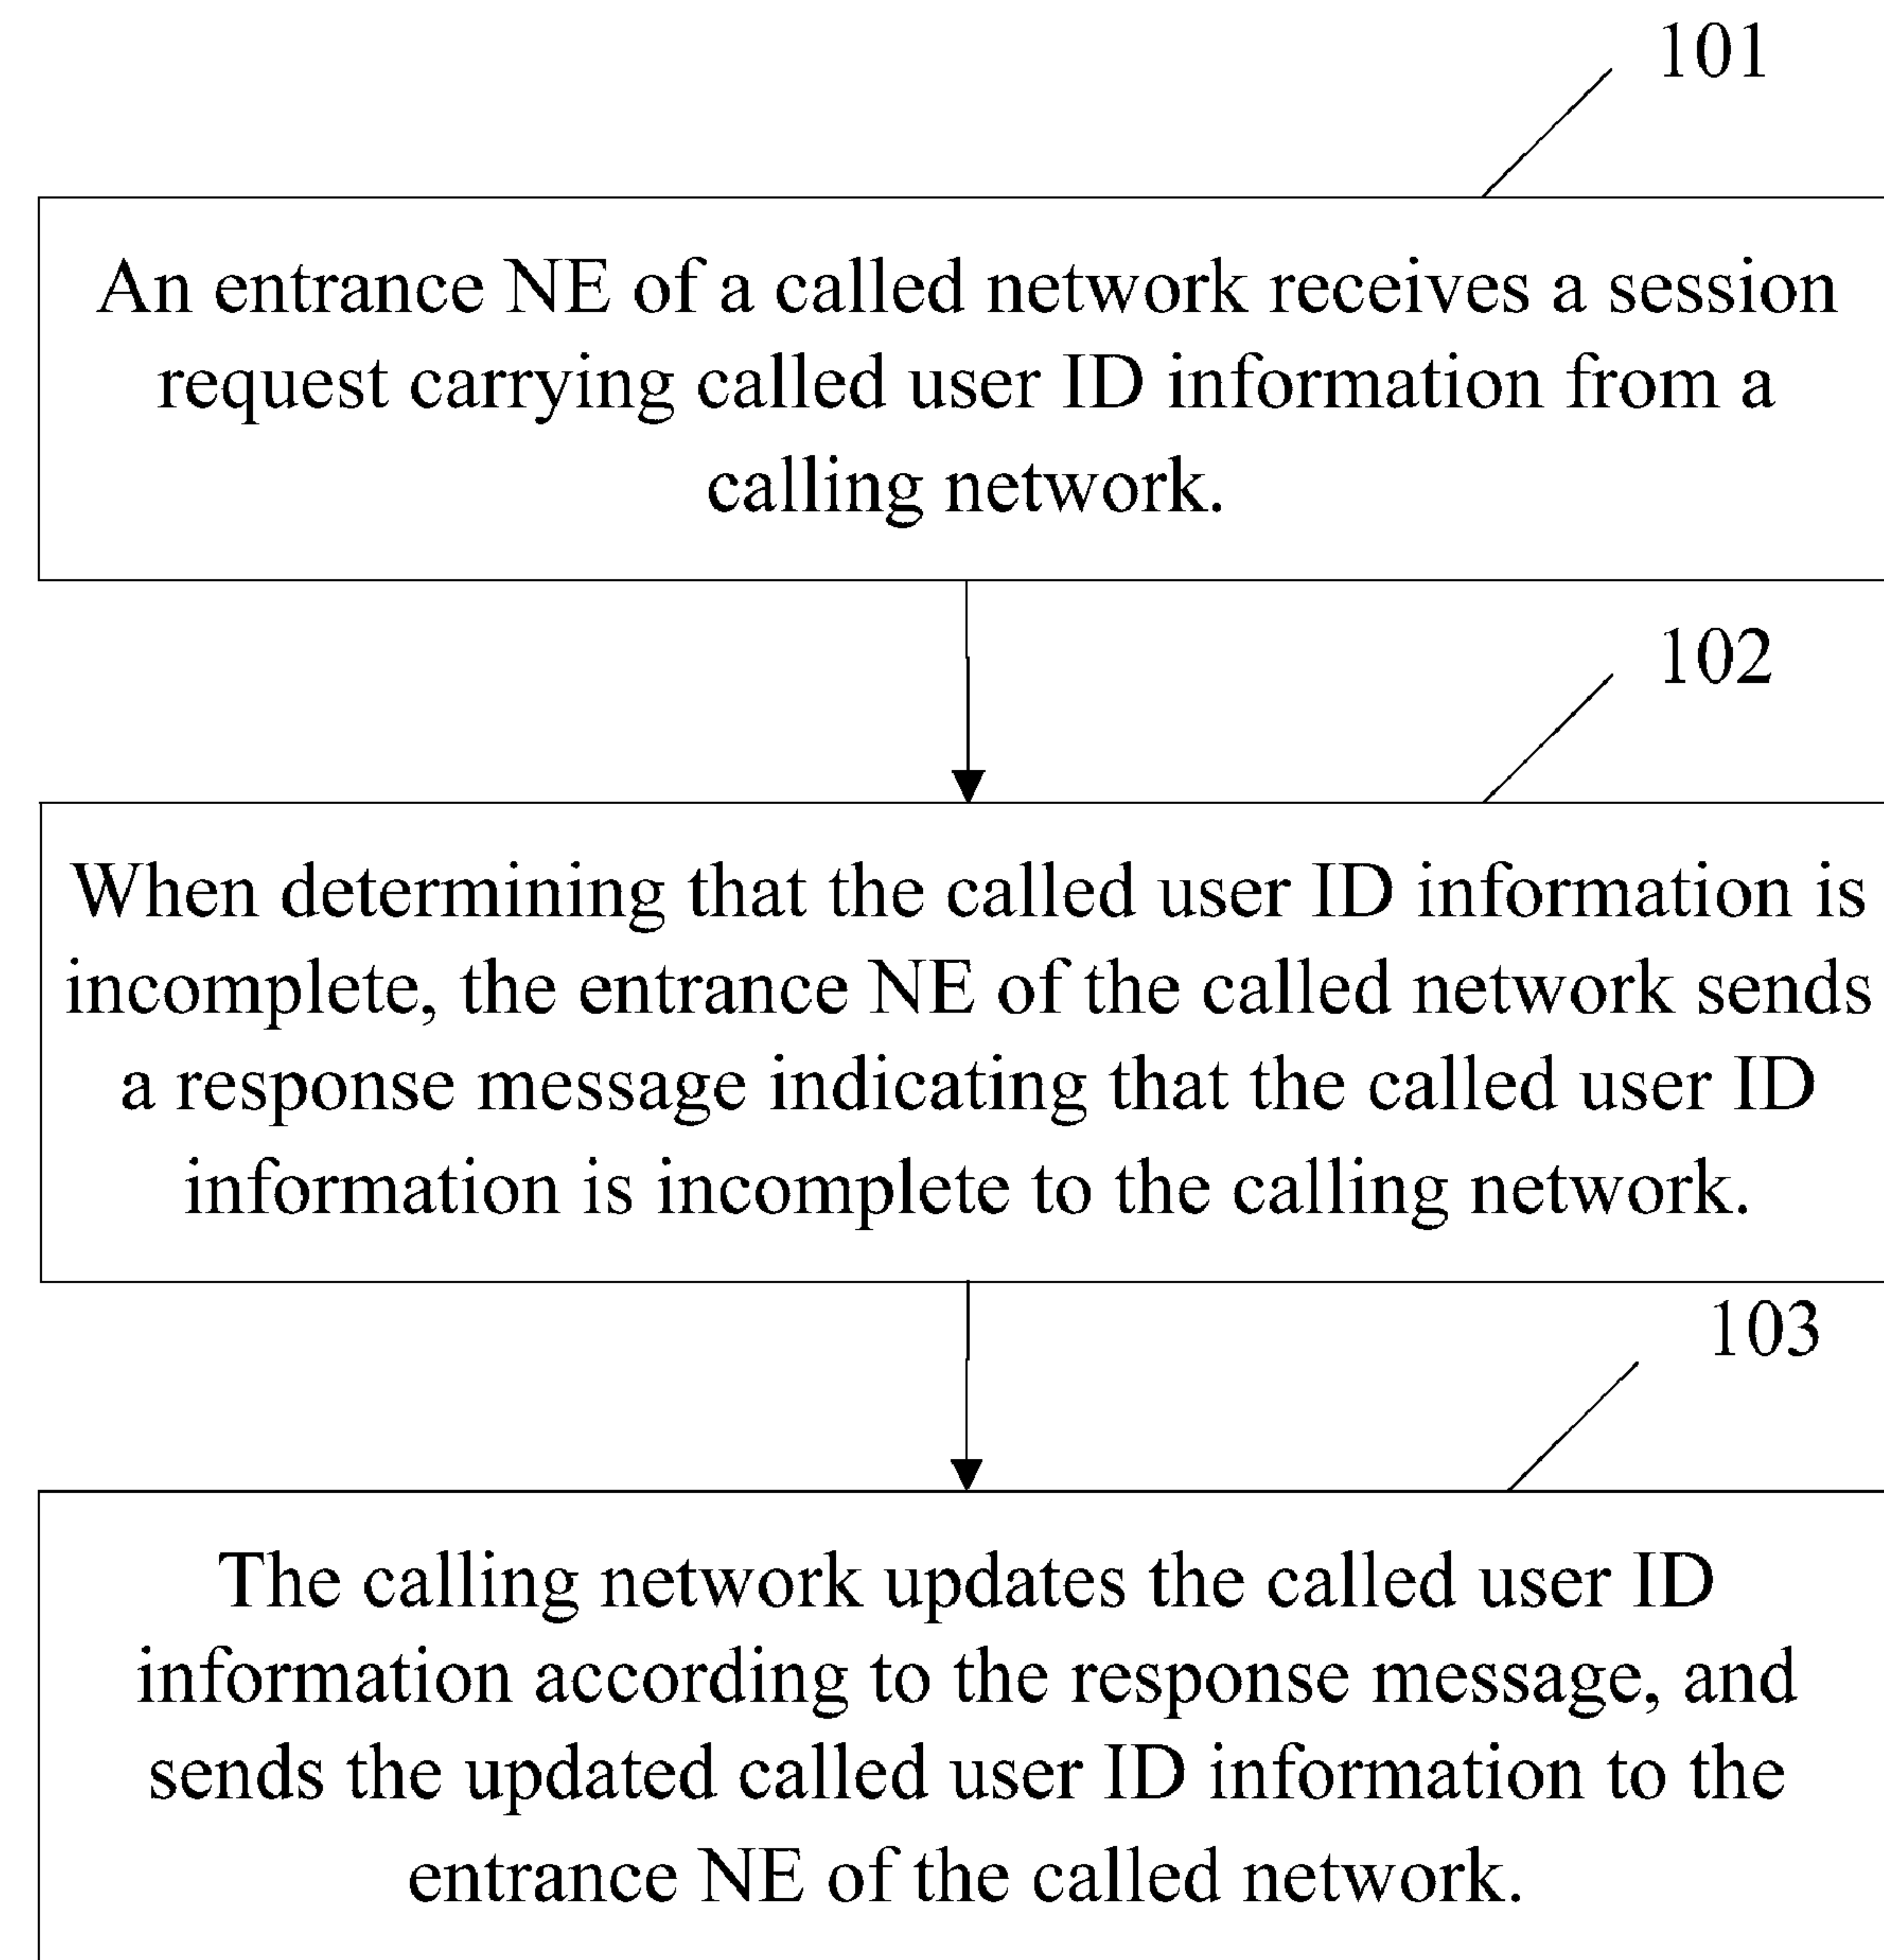 101
An entrance NE of a called network receives a session
request carrying called user ID information from a
calling network.
102
When determining that the called user ID information is
incomplete, the entrance NE of the called network sends
a response message indicating that the called user ID
information is incomplete to the calling network.
103
The calling network updates the called user ID
information according to the response message, and
sends the updated called user ID information to the
entrance NE of the called network.